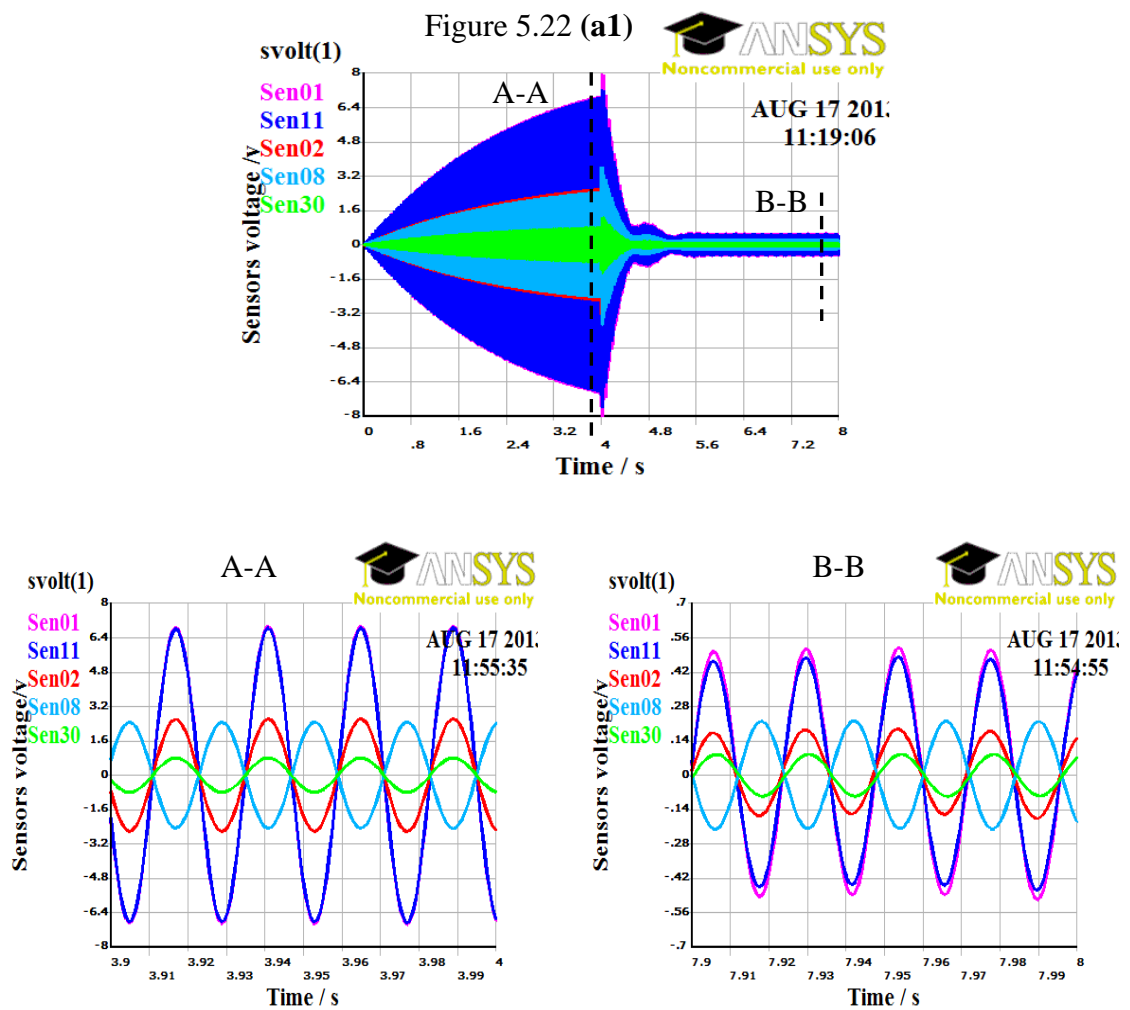 Figure 5.22 (a1)
ANSYS
Noncommercial use only
svolt(1)
Sen01
Sen11
Sen02
Sen08
Sen30
Sensors voltage /v
8
6.4
4.8
3.2
1.6
0
-1.6
-3.2
-4.8
-6.4
-8
A-A
B-B
AUG 17 201
11:19:06
0
.8
1.6
2.4
3.2
4
4.8
5.6
6.4
7.2
8
Time / s
A-A
ANSYS
Noncommercial use only
svolt(1)
Sen01
Sen11
Sen02
Sen08
Sen30
Sensors voltage/v
8
6.4
4.8
3.2
1.6
0
-1.6
-3.2
-4.8
-6.4
-8
AUG 17 201
11:55:35
3.9
3.91
3.92
3.93
3.94
3.95
3.96
3.97
3.98
3.99
4
Time / s
B-B
ANSYS
Noncommercial use only
svolt(1)
Sen01
Sen11
Sen02
Sen08
Sen30
Sensors voltage/v
.7
.56
.42
.28
.14
0
-.14
-.28
-.42
-.56
-.7
AUG 17 201
11:54:55
7.9
7.91
7.92
7.93
7.94
7.95
7.96
7.97
7.98
7.99
8
Time / s